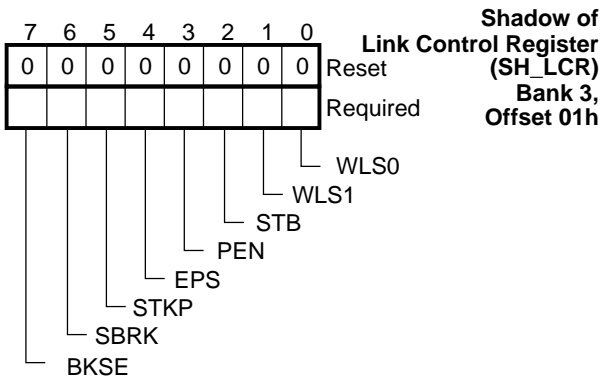 Shadow of
Link Control Register
(SH_LCR)
Bank 3,
Offset 01h
7 6 5 4 3 2 1 0
0 0 0 0 0 0 0 0 Reset
Required
WLS0
WLS1
STB
PEN
EPS
STKP
SBRK
BKSE